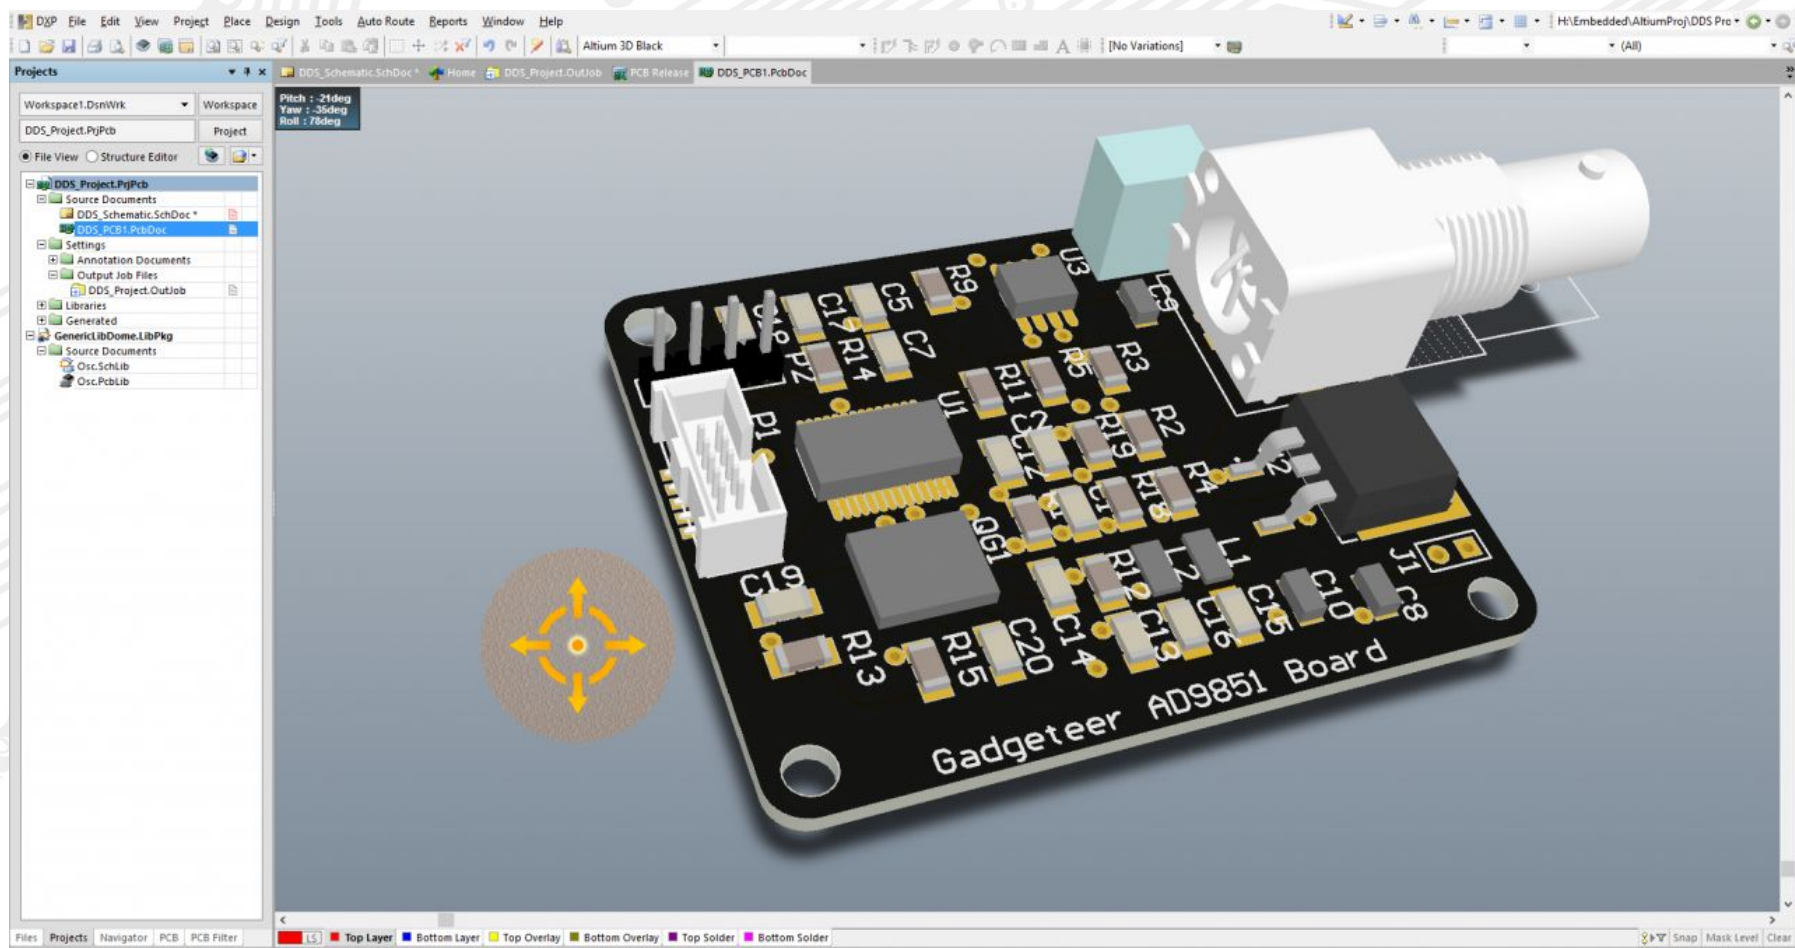 DXP File Edit View Project Place Design Tools Auto Route Reports Window Help
H:\Embedded\AltiumProj\DDS Pro
Altium 3D Black
[No Variations]
(All)
Projects
DDS_Schematic.SchDoc *
Home
DDS_Project.OutJob
PCB Release
DDS_PCB1.PcbDoc
Workspace1.DsnWrk
Workspace
DDS_Project.PrjPcb
Project
File View
Structure Editor
DDS_Project.PrjPcb
Source Documents
DDS_Schematic.SchDoc *
DDS_PCB1.PcbDoc
Settings
Annotation Documents
Output Job Files
DDS_Project.OutJob
Libraries
Generated
GenericLibDome.LibPkg
Source Documents
Osc.SchLib
Osc.PcbLib
Pitch : -21deg
Yaw : -35deg
Roll : 78deg
U3
R9
C5
C17
C9
C7
R14
P2
R3
R5
R11
U1
P1
R2
R19
C12
R4
R18
QG1
J1
L1
L2
R12
C19
C8
C10
C15
C16
C13
C14
C20
R15
R13
Gadgeteer AD9851 Board
Files Projects Navigator PCB PCB Filter
LS Top Layer Bottom Layer Top Overlay Bottom Overlay Top Solder Bottom Solder
Snap Mask Level Clear